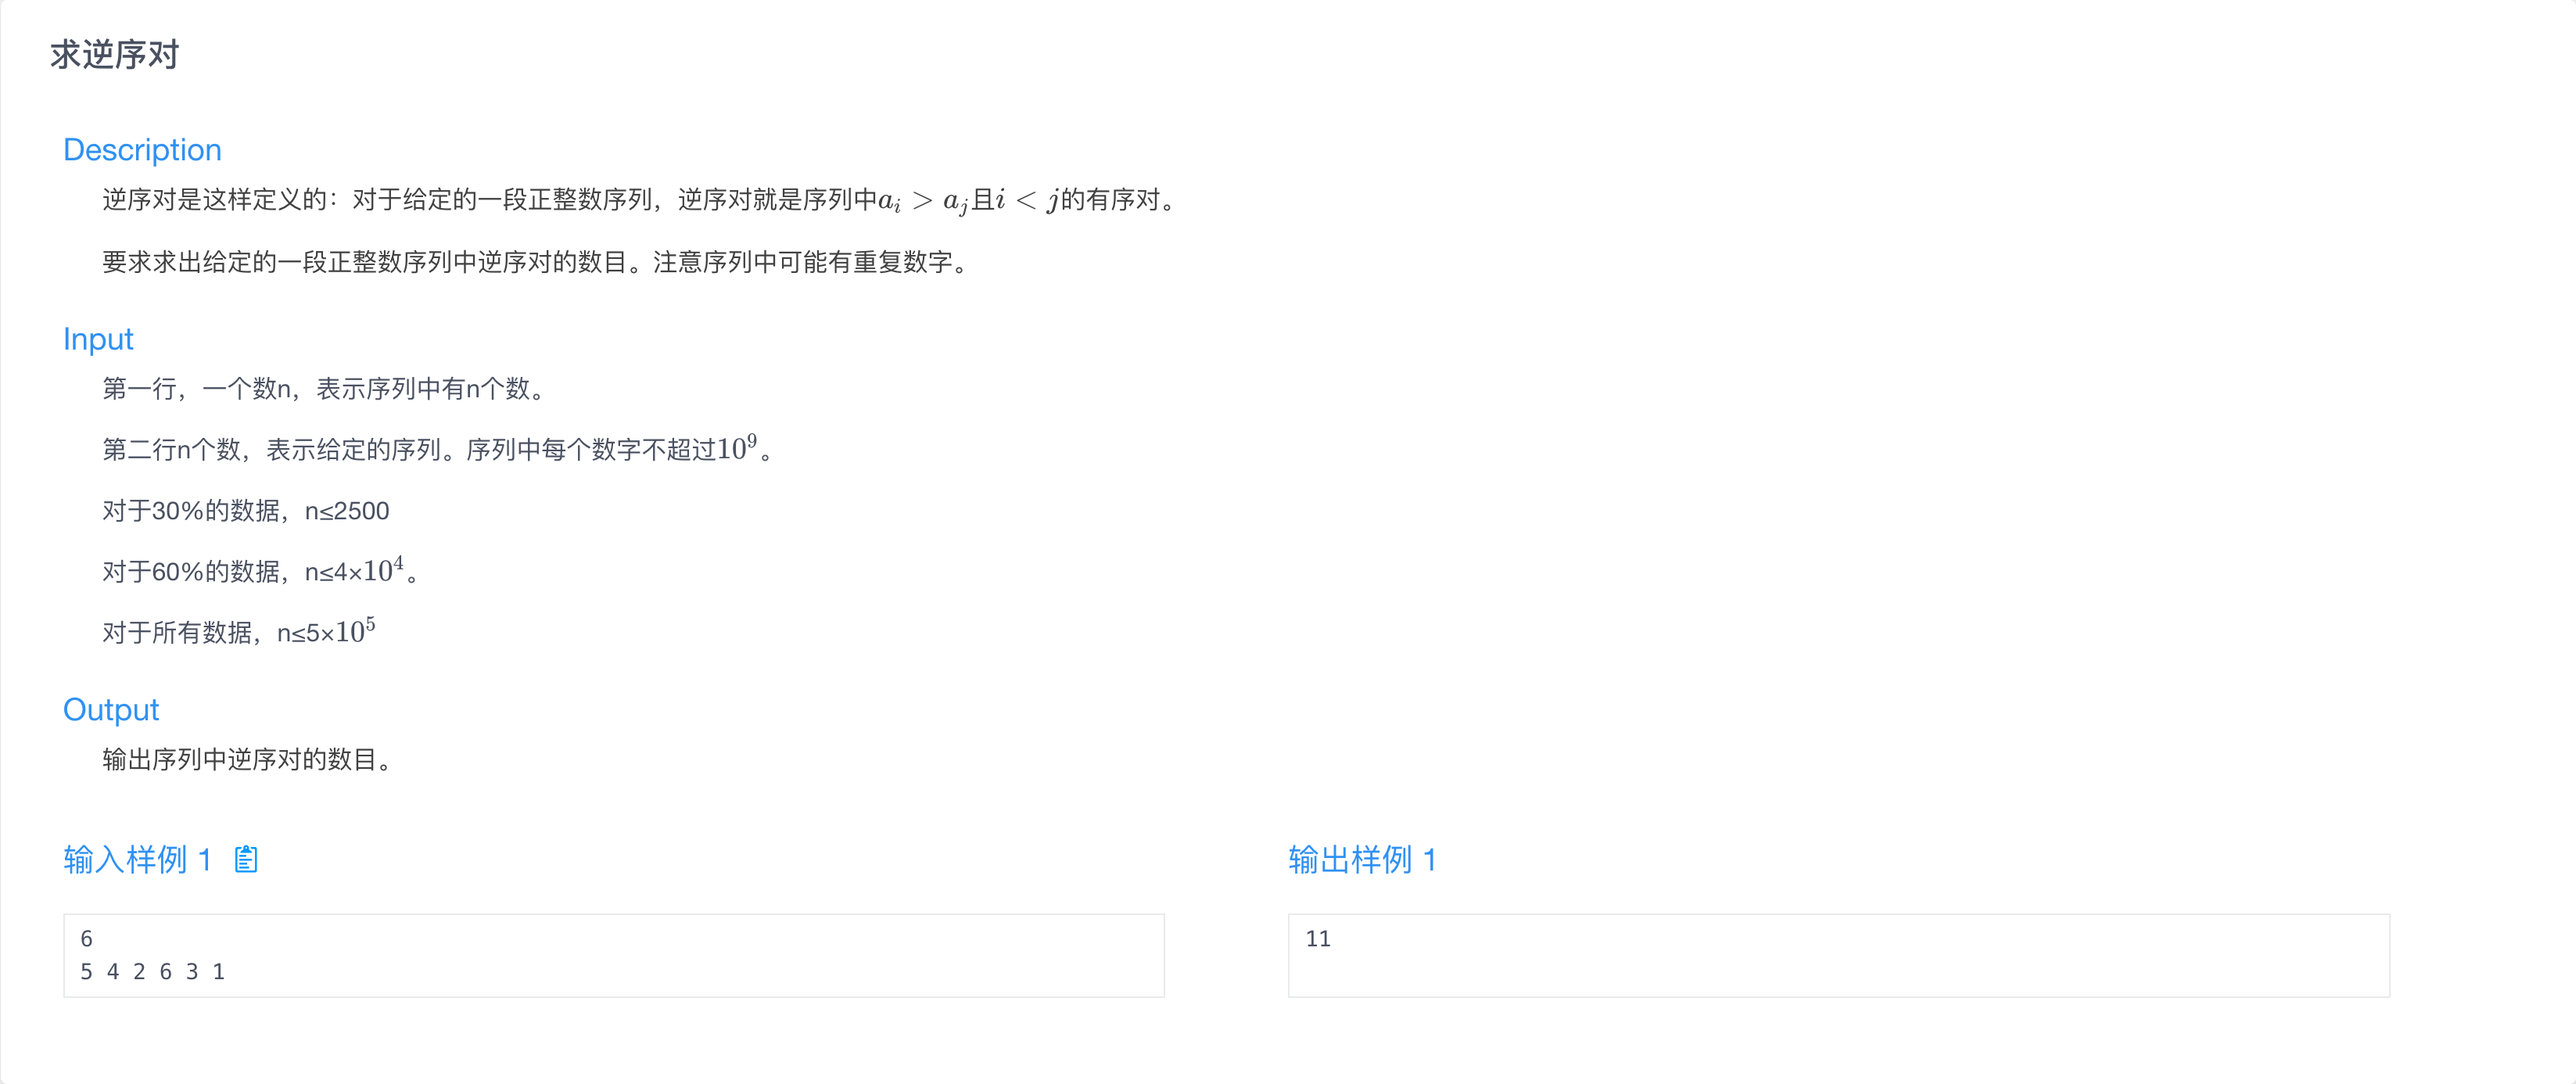 求逆序对
Description
逆序对是这样定义的：对于给定的一段正整数序列，逆序对就是序列中$a_i > a_j$且$i < j$的有序对。
要求求出给定的一段正整数序列中逆序对的数目。注意序列中可能有重复数字。
Input
第一行，一个数n，表示序列中有n个数。
第二行n个数，表示给定的序列。序列中每个数字不超过$10^9$。
对于30%的数据，n≤2500
对于60%的数据，n≤4×$10^4$。
对于所有数据，n≤5×$10^5$
Output
输出序列中逆序对的数目。
输入样例 1
6
5 4 2 6 3 1
输出样例 1
11